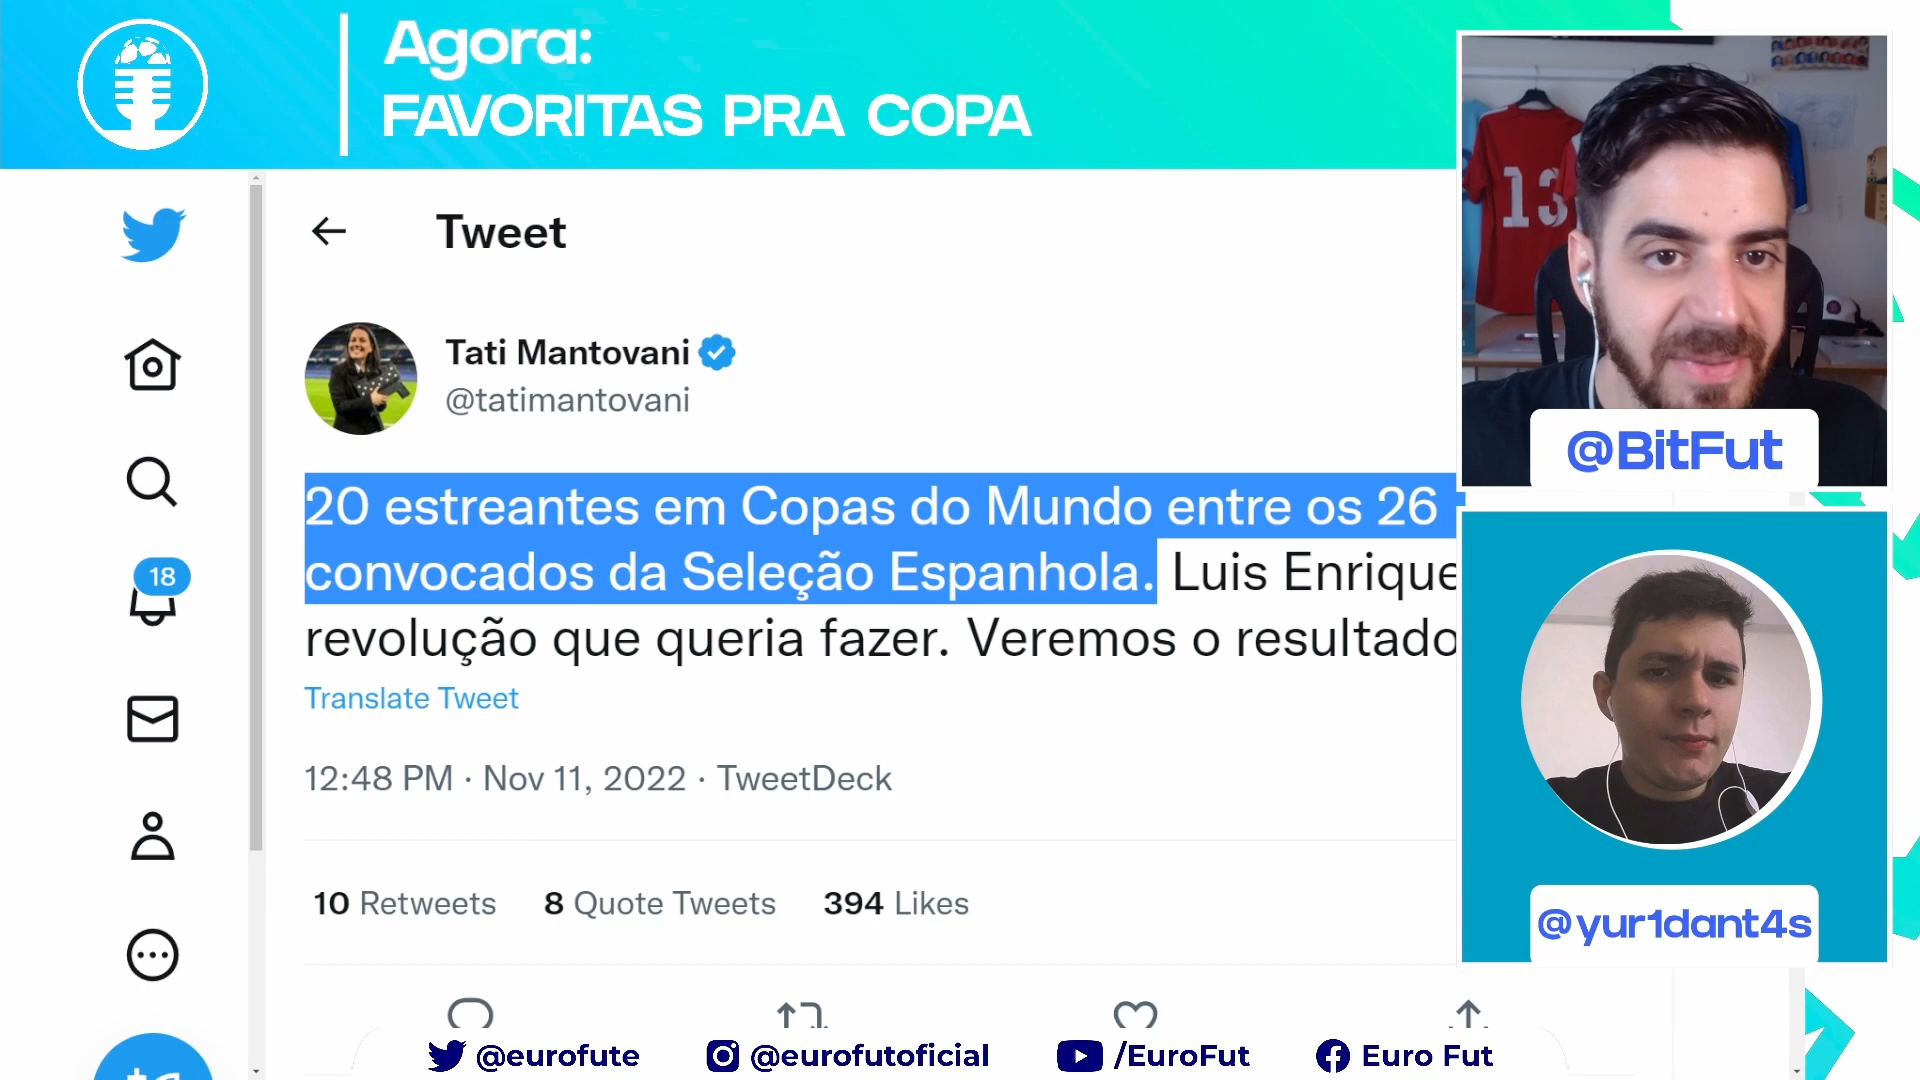 Agora:
FAVORITAS PRA COPA
Tweet
Tati Mantovani
@tatimantovani
20 estreantes em Copas do Mundo entre os 26
convocados da Seleção Espanhola. Luis Enrique
revolução que queria fazer. Veremos o resultado
Translate Tweet
12:48 PM · Nov 11, 2022 · TweetDeck
10 Retweets 8 Quote Tweets 394 Likes
18
13
@BitFut
@yur1dant4s
@eurofute @eurofutoficial /EuroFut Euro Fut